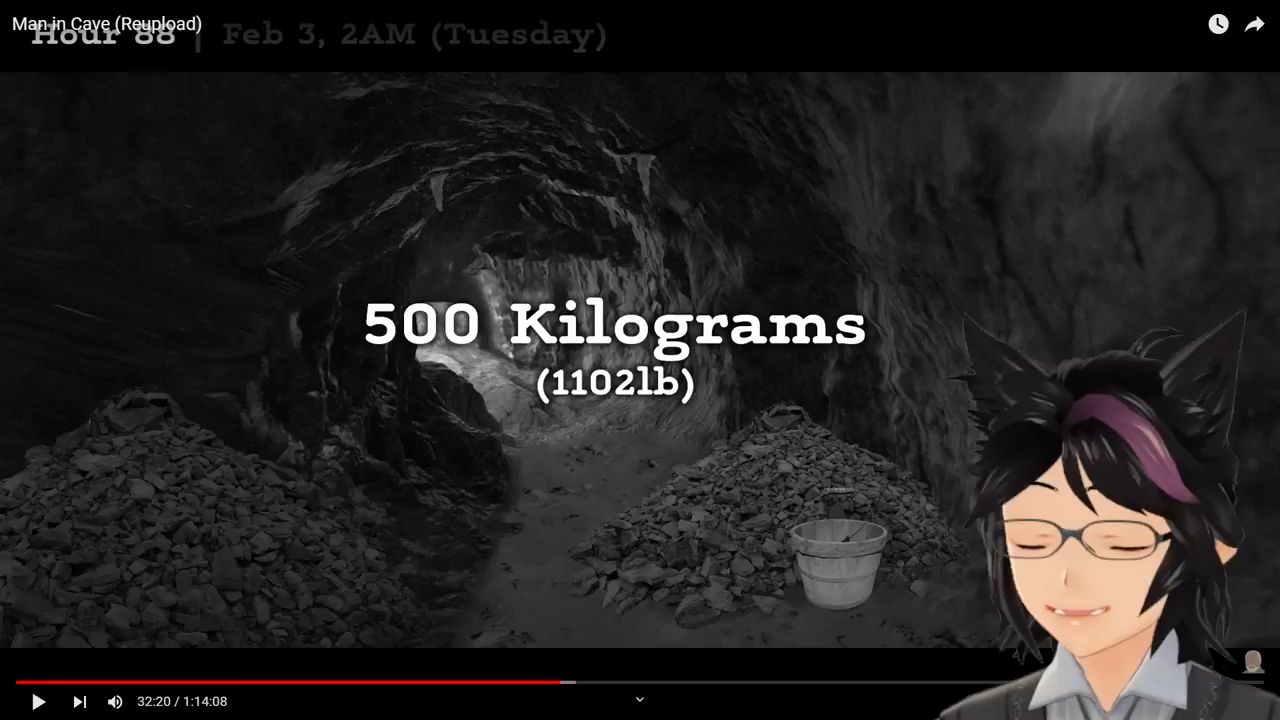 Man in Cave (Reupload)
Hour 88 | Feb 3, 2AM (Tuesday)
500 Kilograms
(1102lb)
32:20 / 1:14:08